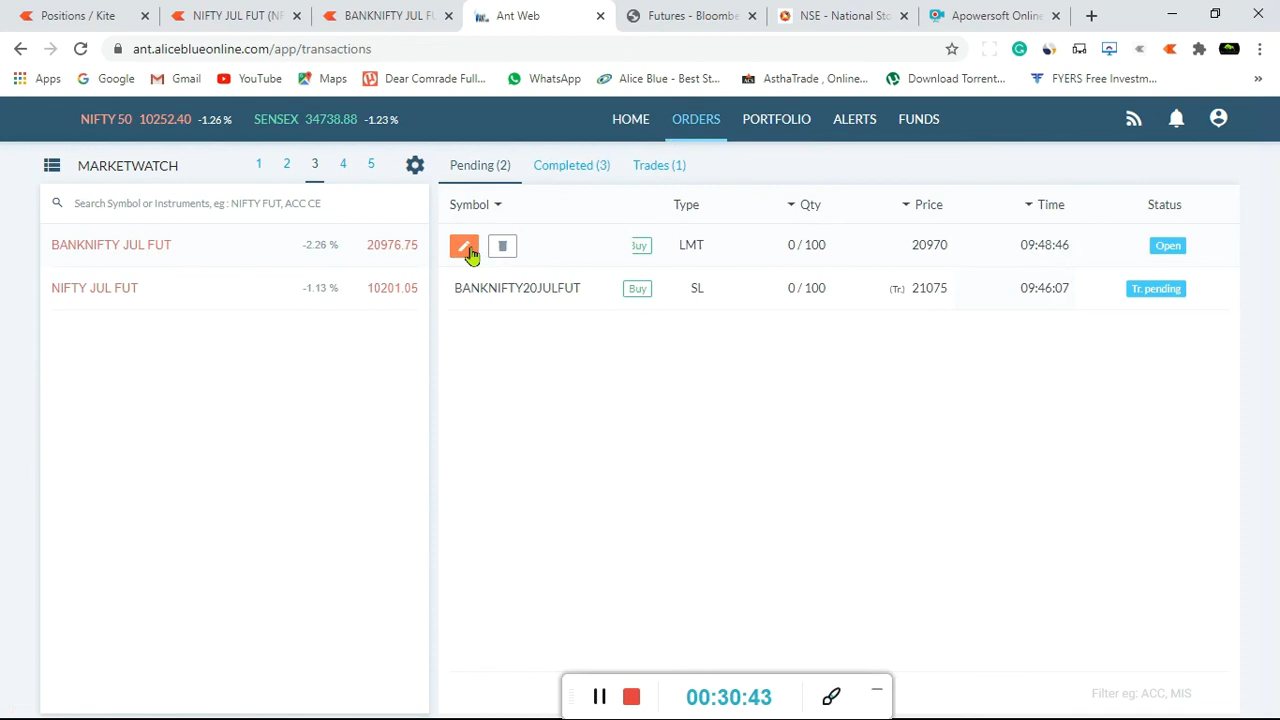 Positions / Kite
NIFTY JUL FUT (NF
BANKNIFTY JUL FU
Ant Web
Futures - Bloombe
NSE - National Sto
Apowersoft Online
ant.aliceblueonline.com/app/transactions
Apps
Google
Gmail
YouTube
Maps
Dear Comrade Full...
WhatsApp
Alice Blue - Best St...
AsthaTrade , Online...
Download Torrent...
FYERS Free Investm...
»
NIFTY 50 10252.40 -1.26 %
SENSEX 34738.88 -1.23 %
HOME
ORDERS
PORTFOLIO
ALERTS
FUNDS
MARKETWATCH
1 2 3 4 5
Search Symbol or Instruments, eg : NIFTY FUT, ACC CE
BANKNIFTY JUL FUT -2.26 % 20976.75
NIFTY JUL FUT -1.13 % 10201.05
Pending (2)
Completed (3)
Trades (1)
Symbol Type Qty Price Time Status
Buy LMT 0 / 100 20970 09:48:46 Open
BANKNIFTY20JULFUT Buy SL 0 / 100 (Tr.) 21075 09:46:07 Tr. pending
Filter eg: ACC, MIS
00:30:43